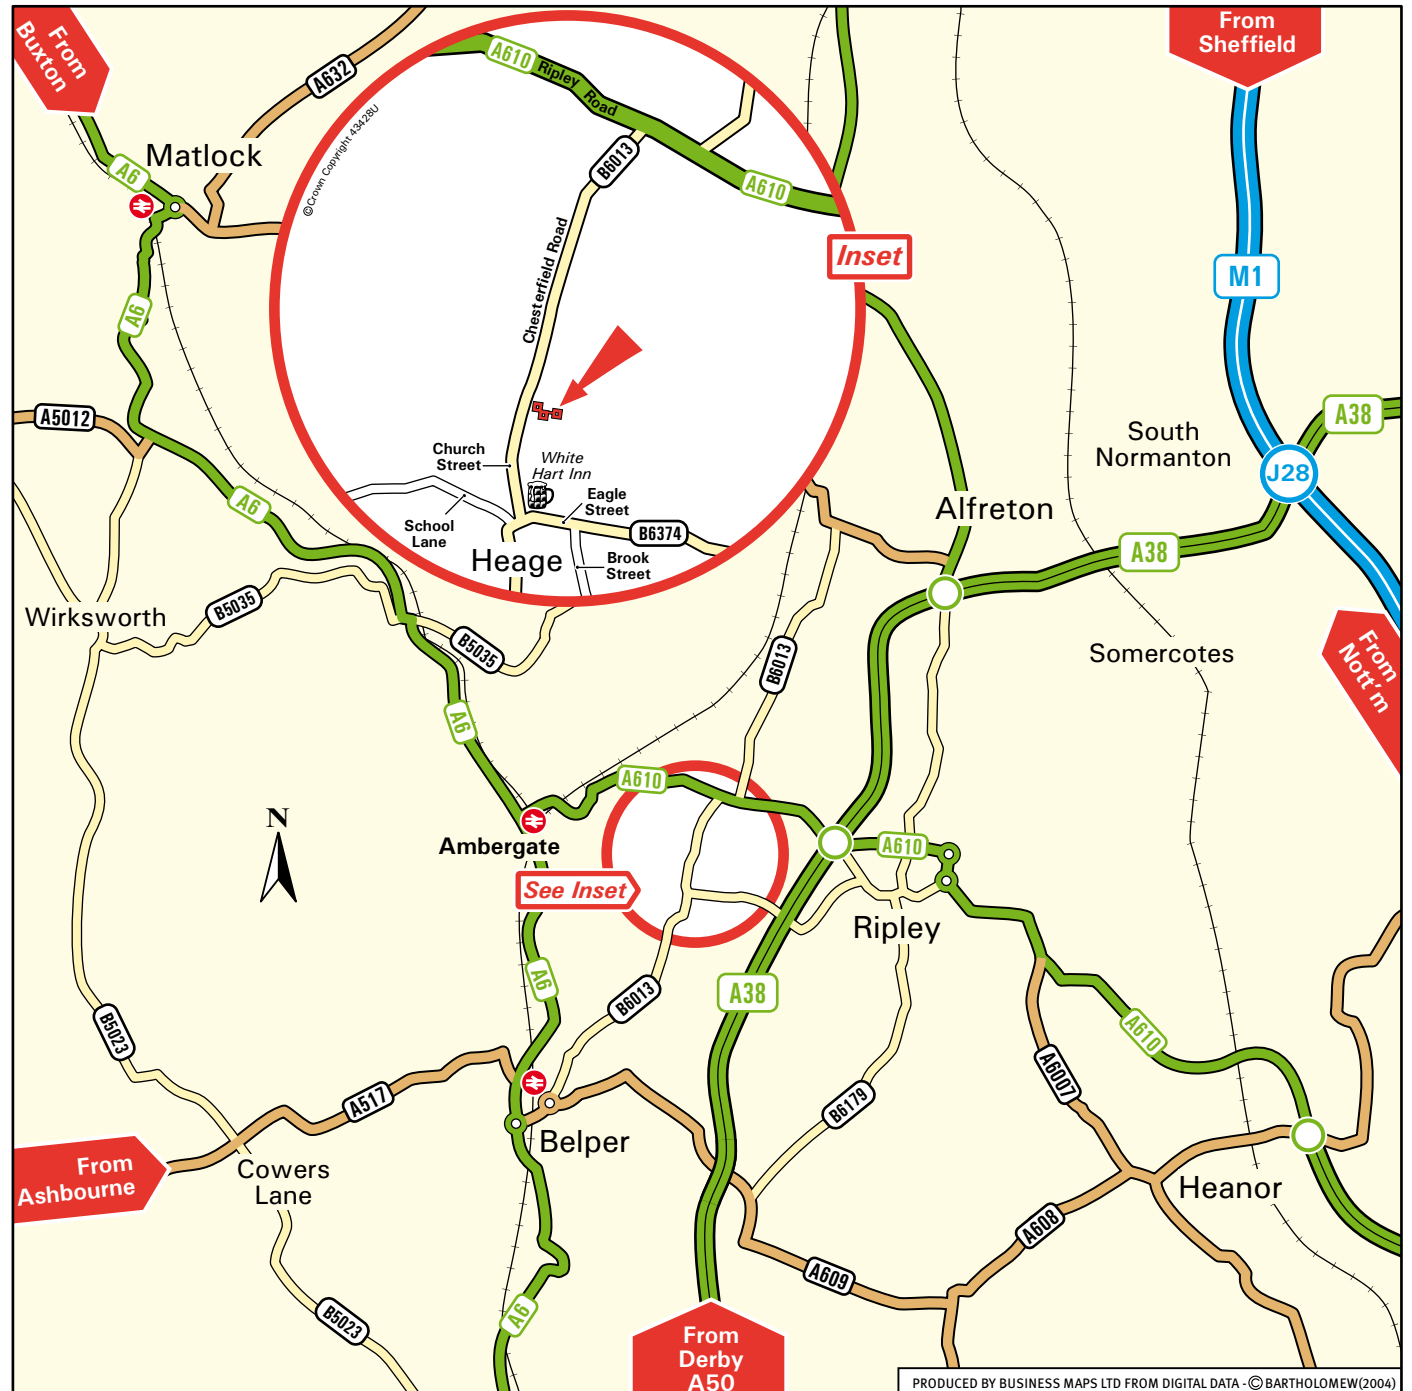 From
Buxton
A632
Matlock
A6
A6
A5012
A6
Wirksworth
B5035
B5035
A6
©Crown Copyright 43428U
A610
Ripley
Road
B6013
A610
Chesterfield Road
Church
Street
White
Hart Inn
Eagle
Street
School
Lane
B6374
Heage
Brook
Street
Inset
From
Sheffield
M1
A38
J28
South
Normanton
Alfreton
A38
Somercotes
From
Nott'm
B6013
A610
N
Ambergate
See Inset
A610
Ripley
A6
B6013
A38
A610
B5023
A517
A6007
B6179
Belper
From
Ashbourne
Cowers
Lane
Heanor
A608
A609
A6
B5023
From
Derby
A50
PRODUCED BY BUSINESS MAPS LTD FROM DIGITAL DATA - © BARTHOLOMEW(2004)